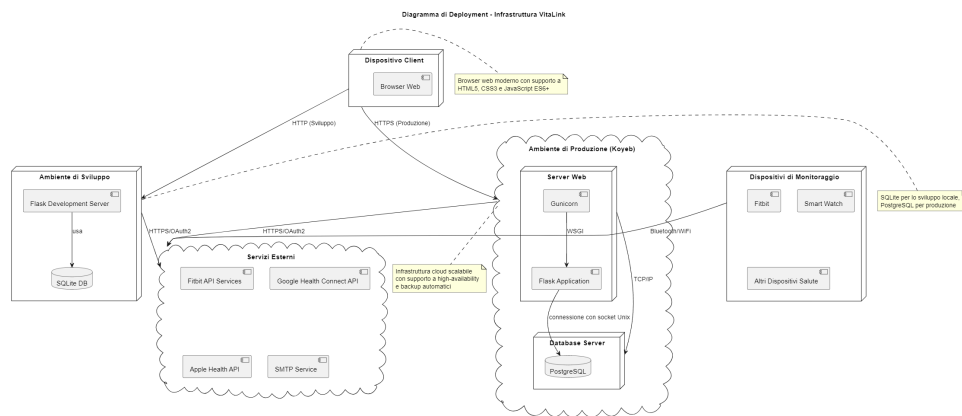 Diagramma di Deployment - Infrastruttura VitaLink
Dispositivo Client
Browser Web
Browser web moderno con supporto a
HTML5, CSS3 e JavaScript ES6+
HTTP (Sviluppo)
HTTPS (Produzione)
Ambiente di Sviluppo
Flask Development Server
usa
SQLite DB
Ambiente di Produzione (Koyeb)
Server Web
Gunicorn
WSGI
Flask Application
connessione con socket Unix
TCP/IP
Database Server
PostgreSQL
Dispositivi di Monitoraggio
Fitbit
Smart Watch
Altri Dispositivi Salute
SQLite per lo sviluppo locale,
PostgreSQL per produzione
HTTPS/OAuth2
HTTPS/OAuth2
Bluetooth/WiFi
Servizi Esterni
Fitbit API Services
Google Health Connect API
Apple Health API
SMTP Service
Infrastruttura cloud scalabile
con supporto a high-availability
e backup automatici